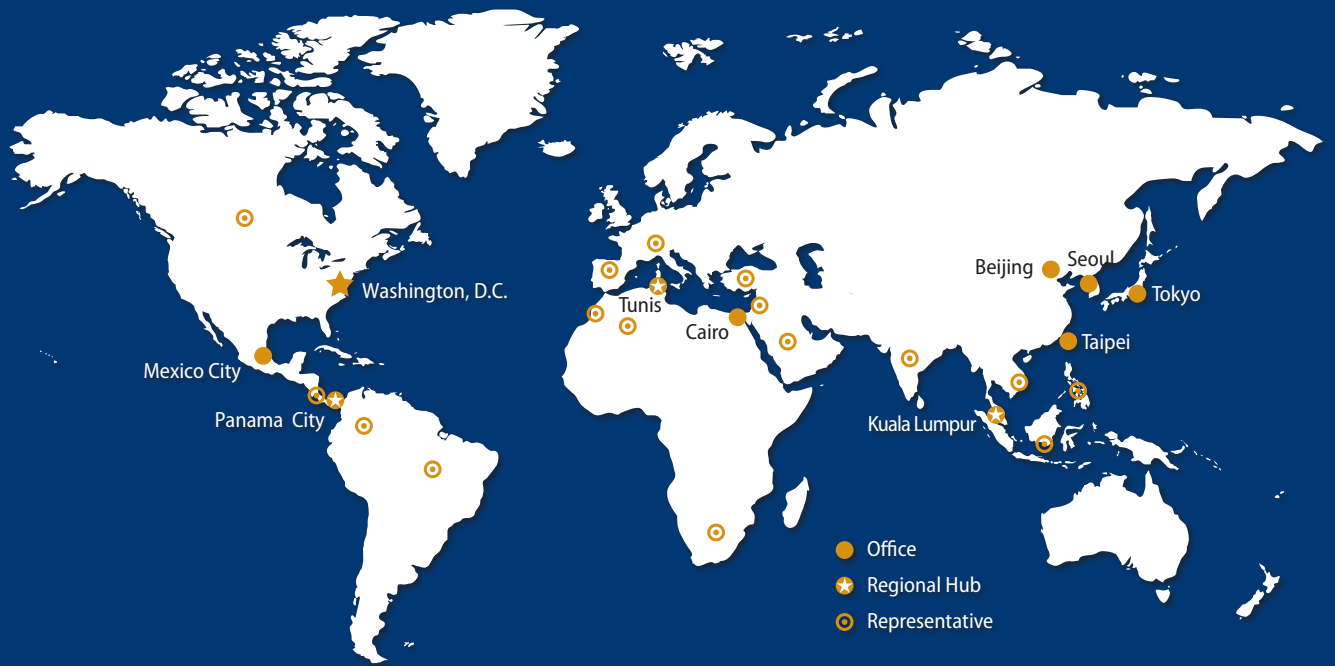 Washington, D.C.
Mexico City
Panama City
Tunis
Cairo
Beijing
Seoul
Tokyo
Taipei
Kuala Lumpur
Office
Regional Hub
Representative